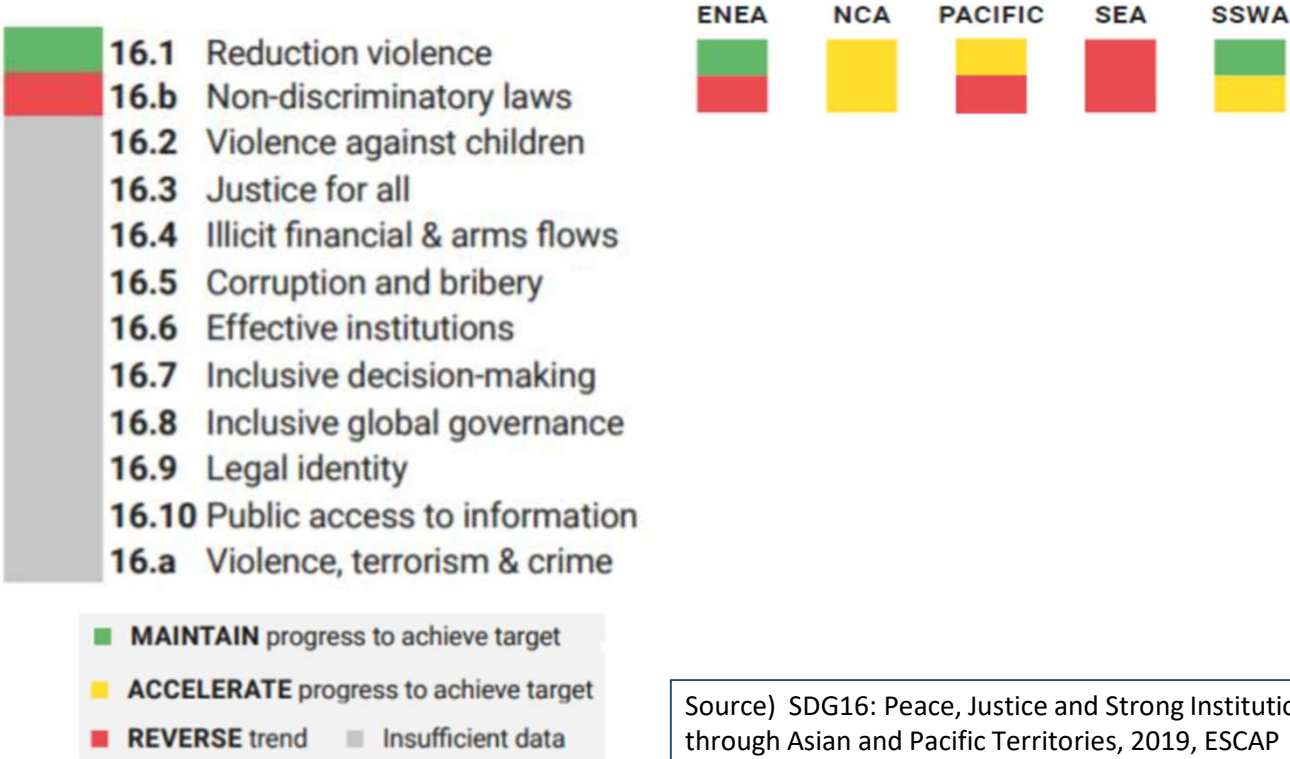 ENEA NCA PACIFIC SEA SSWA
16.1 Reduction violence
16.b Non-discriminatory laws
16.2 Violence against children
16.3 Justice for all
16.4 Illicit financial & arms flows
16.5 Corruption and bribery
16.6 Effective institutions
16.7 Inclusive decision-making
16.8 Inclusive global governance
16.9 Legal identity
16.10 Public access to information
16.a Violence, terrorism & crime
MAINTAIN progress to achieve target
ACCELERATE progress to achieve target
REVERSE trend Insufficient data
Source) SDG16: Peace, Justice and Strong
through Asian and Pacific Territories, 2019, ESCAP